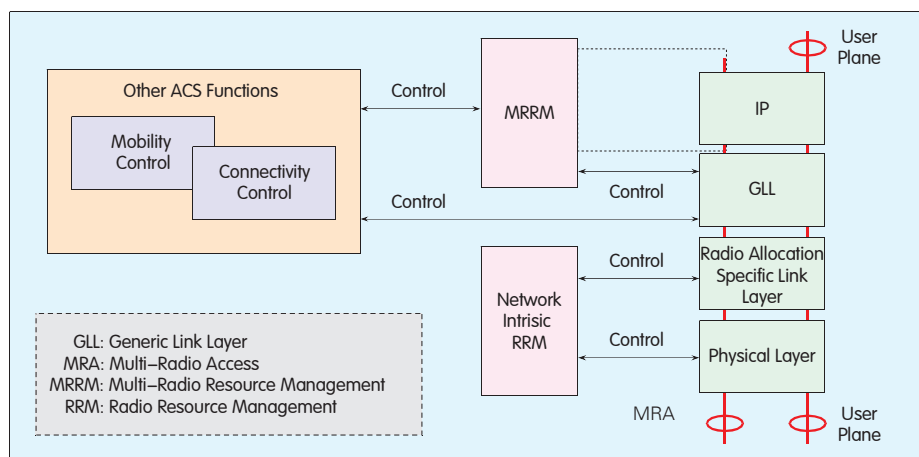 User
Plane
Other ACS Functions
Control
MRRM
IP
Mobility
Control
Connectivity
Control
Control
Control
GLL
Control
Radio Allocation
Specific Link
Layer
Network
Intrisic
RRM
Control
Physical Layer
GLL: Generic Link Layer
MRA: Multi–Radio Access
MRRM: Multi–Radio Resource Management
RRM: Radio Resource Management
MRA
User
Plane